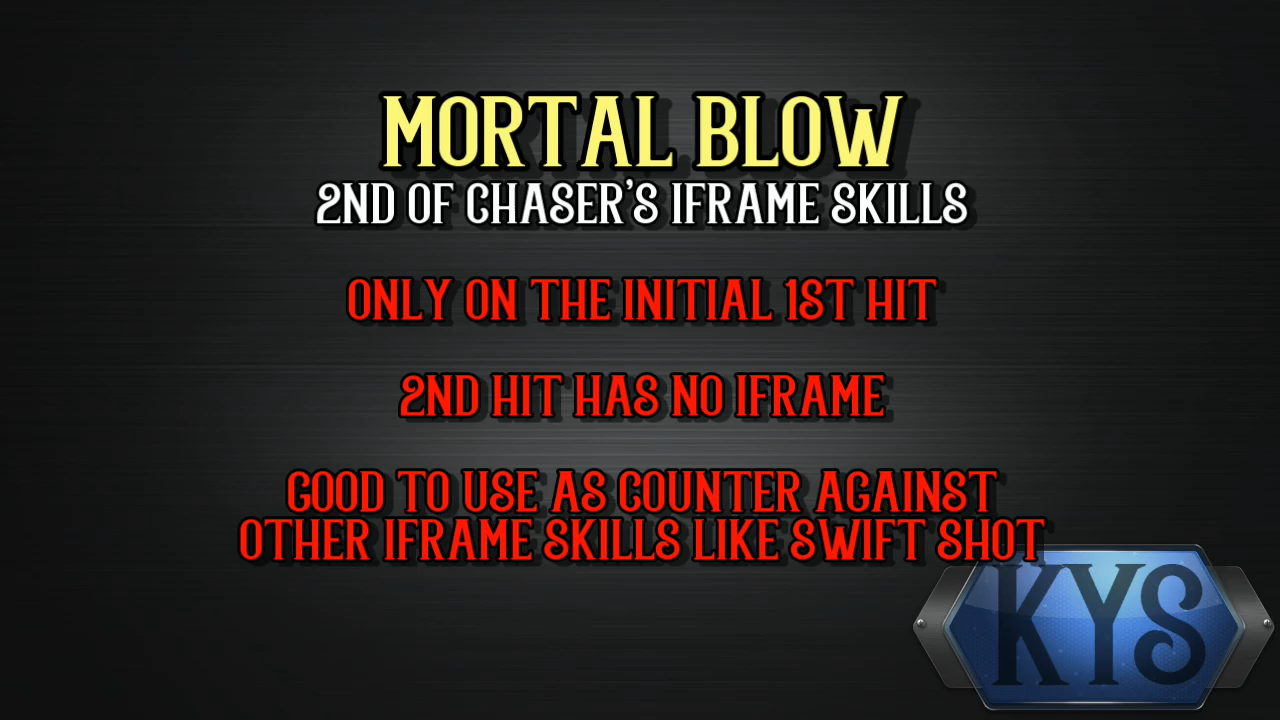 MORTAL BLOW
2ND OF CHASER'S IFRAME SKILLS
ONLY ON THE INITIAL 1ST HIT
2ND HIT HAS NO IFRAME
GOOD TO USE AS COUNTER AGAINST
OTHER IFRAME SKILLS LIKE SWIFT SHOT
KYS